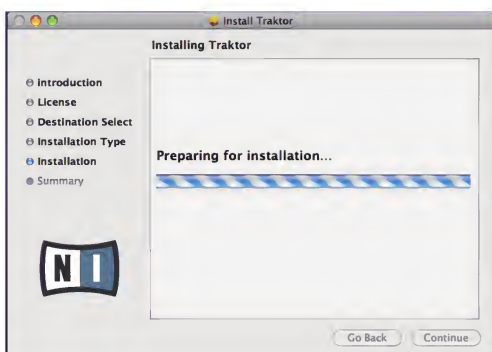 Install Traktor
Installing Traktor
Introduction
License
Destination Select
Installation Type
Installation
Summary
Preparing for installation...
NI
Go Back
Continue